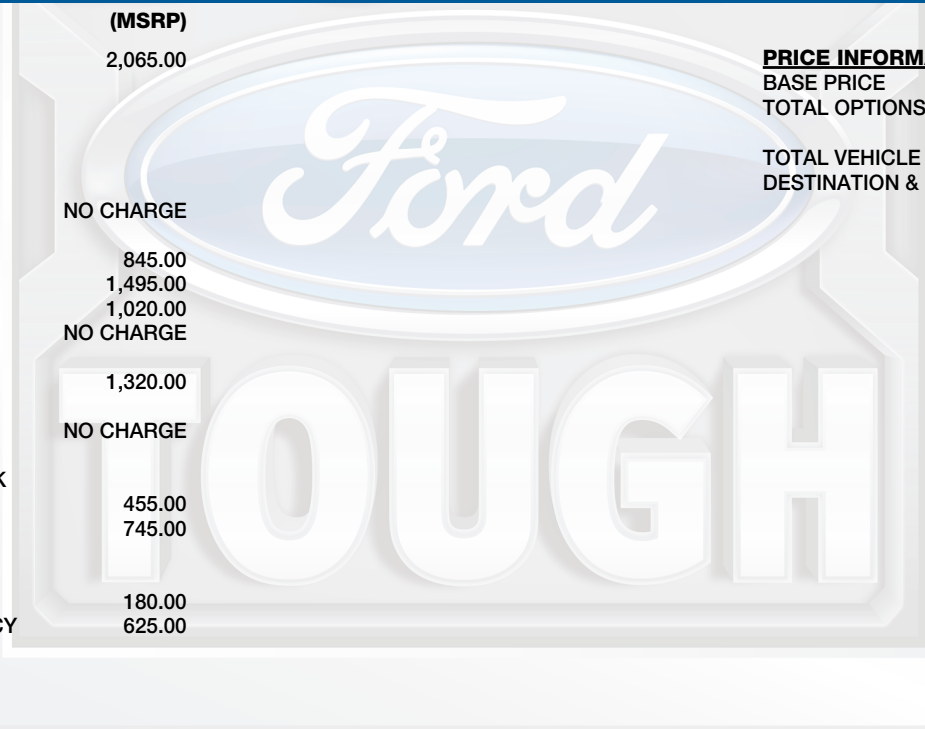 (MSRP)
2,065.00
NO CHARGE
845.00
1,495.00
1,020.00
NO CHARGE
1,320.00
NO CHARGE
K
455.00
745.00
180.00
CY 625.00
PRICE INFORMA
BASE PRICE
TOTAL OPTIONS
TOTAL VEHICLE
DESTINATION &
Ford
TOUGH